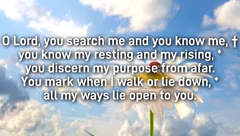 O Lord, you search me and you know me, †
you know my resting and my rising, *
you discern my purpose from afar.
You mark when I walk or lie down, *
all my ways lie open to you.